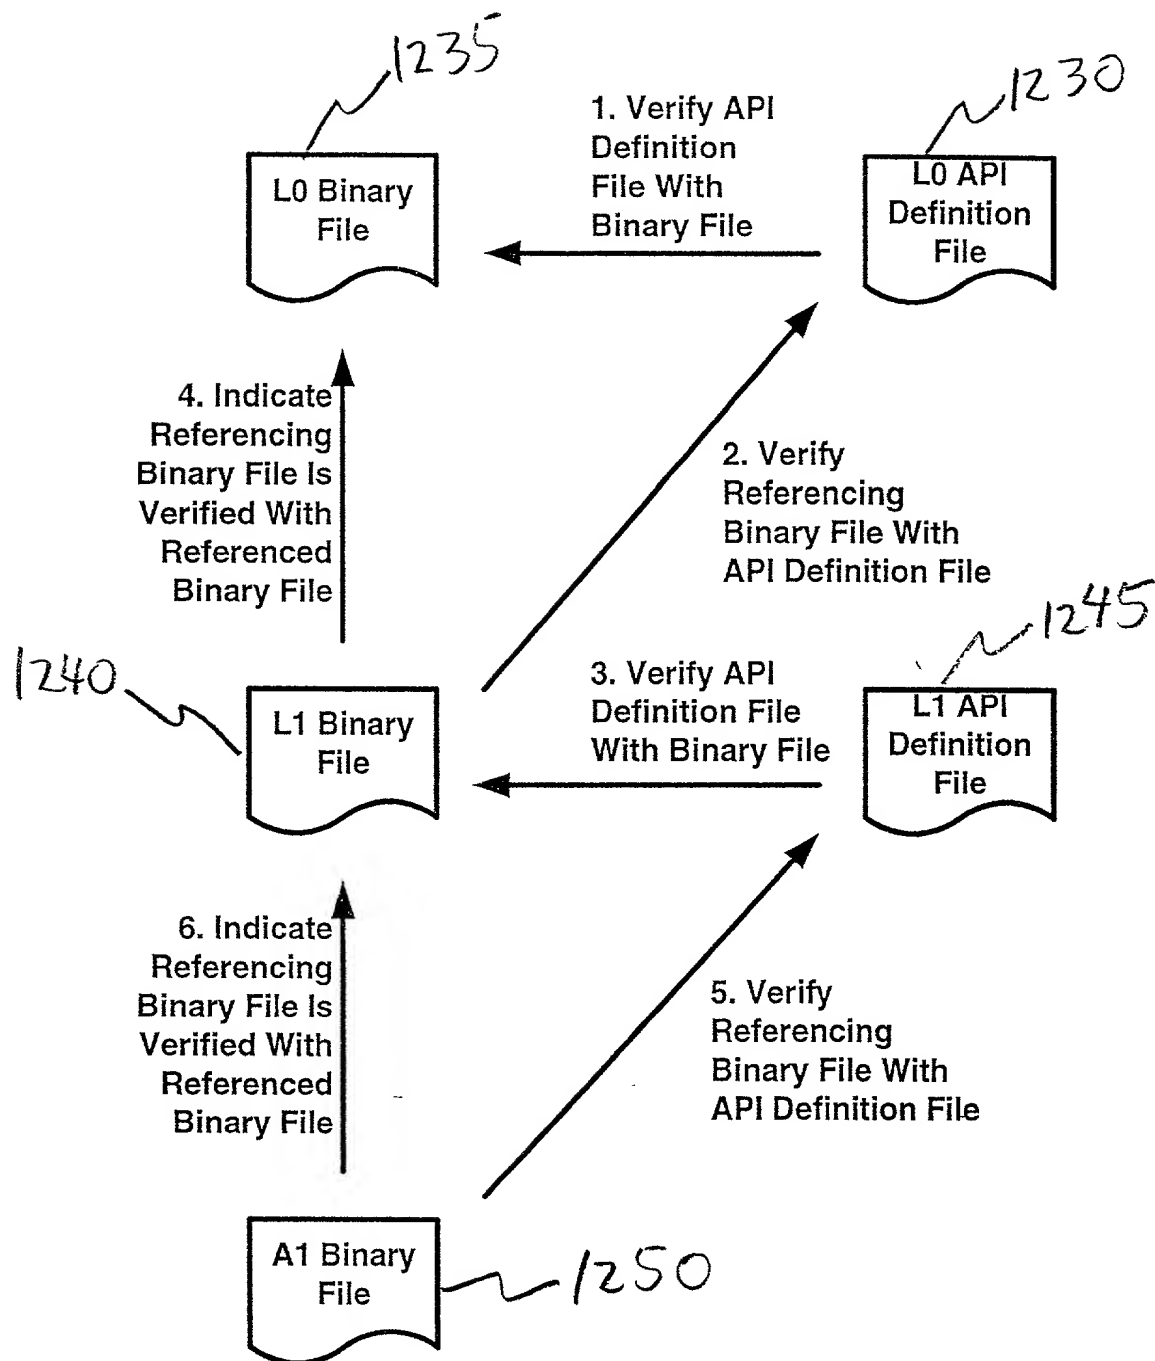 1235
1230
1. Verify API
Definition
File With
Binary File
L0 Binary
File
L0 API
Definition
File
4. Indicate
Referencing
Binary File Is
Verified With
Referenced
Binary File
2. Verify
Referencing
Binary File With
API Definition File
1245
1240
3. Verify API
Definition File
With Binary File
L1 Binary
File
L1 API
Definition
File
6. Indicate
Referencing
Binary File Is
Verified With
Referenced
Binary File
5. Verify
Referencing
Binary File With
API Definition File
A1 Binary
File
1250